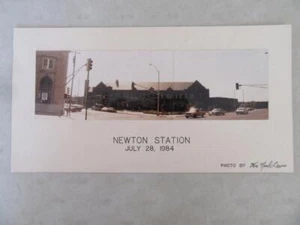 NEWTON STATION
JULY 28, 1984
PHOTO BY